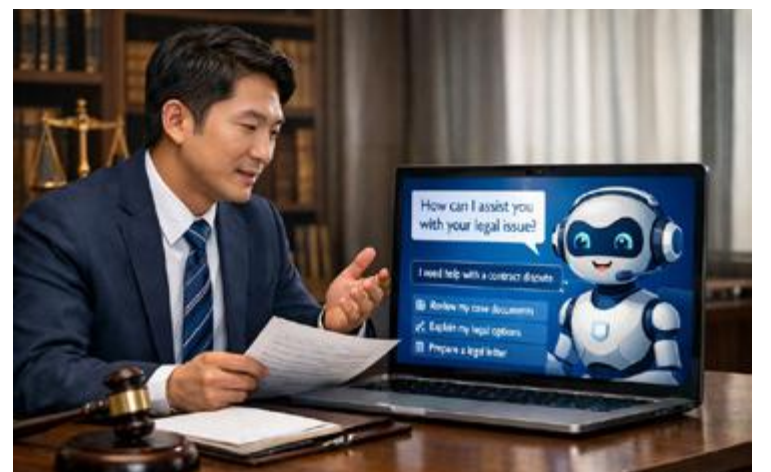 How can I assist you
with your legal issue?
I need help with a contract dispute
Review my case documents
Explain my legal options
Prepare a legal letter